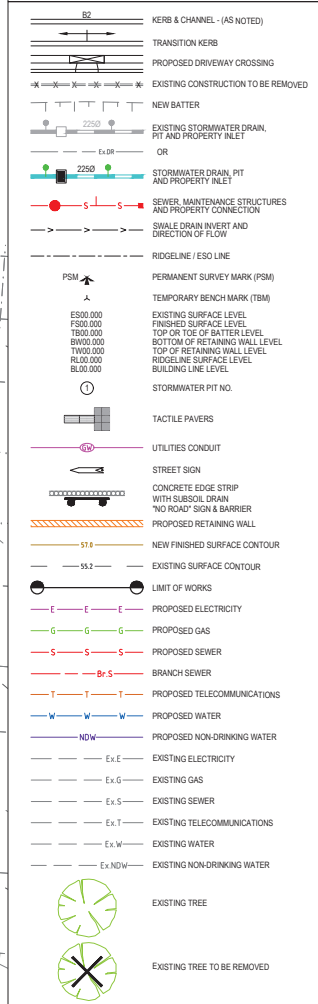 B2 KERB & CHANNEL - (AS NOTED)
TRANSITION KERB
PROPOSED DRIVEWAY CROSSING
X X X X X X EXISTING CONSTRUCTION TO BE REMOVED
NEW BATTER
225Ø EXISTING STORMWATER DRAIN,
PIT AND PROPERTY INLET
Ex.DR OR
225Ø STORMWATER DRAIN, PIT
AND PROPERTY INLET
S S SEWER, MAINTENANCE STRUCTURES
AND PROPERTY CONNECTION
> > > > SWALE DRAIN INVERT AND
DIRECTION OF FLOW
RIDGELINE / ESO LINE
PSM PERMANENT SURVEY MARK (PSM)
TEMPORARY BENCH MARK (TBM)
ES00.000 EXISTING SURFACE LEVEL
FS00.000 FINISHED SURFACE LEVEL
TB00.000 TOP OR TOE OF BATTER LEVEL
BW00.000 BOTTOM OF RETAINING WALL LEVEL
TW00.000 TOP OF RETAINING WALL LEVEL
RL00.000 RIDGELINE SURFACE LEVEL
BL00.000 BUILDING LINE LEVEL
1 STORMWATER PIT NO.
TACTILE PAVERS
GW UTILITIES CONDUIT
STREET SIGN
CONCRETE EDGE STRIP
WITH SUBSOIL DRAIN
"NO ROAD" SIGN & BARRIER
PROPOSED RETAINING WALL
57.0 NEW FINISHED SURFACE CONTOUR
55.2 EXISTING SURFACE CONTOUR
LIMIT OF WORKS
E E E PROPOSED ELECTRICITY
G G G PROPOSED GAS
S S S PROPOSED SEWER
Br.S BRANCH SEWER
T T T PROPOSED TELECOMMUNICATIONS
W W W PROPOSED WATER
NDW PROPOSED NON-DRINKING WATER
Ex.E EXISTING ELECTRICITY
Ex.G EXISTING GAS
Ex.S EXISTING SEWER
Ex.T EXISTING TELECOMMUNICATIONS
Ex.W EXISTING WATER
Ex.NDW EXISTING NON-DRINKING WATER
EXISTING TREE
EXISTING TREE TO BE REMOVED